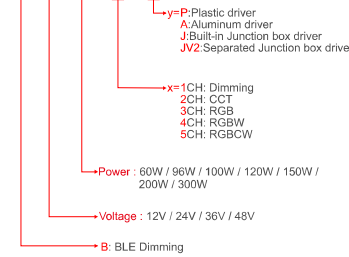 y=P:Plastic driver
A:Aluminum driver
J:Built-in Junction box driver
JV2:Separated Junction box drive
x=1CH: Dimming
2CH: CCT
3CH: RGB
4CH: RGBW
5CH: RGBCW
Power : 60W / 96W / 100W / 120W / 150W /
200W / 300W
Voltage : 12V / 24V / 36V / 48V
B: BLE Dimming